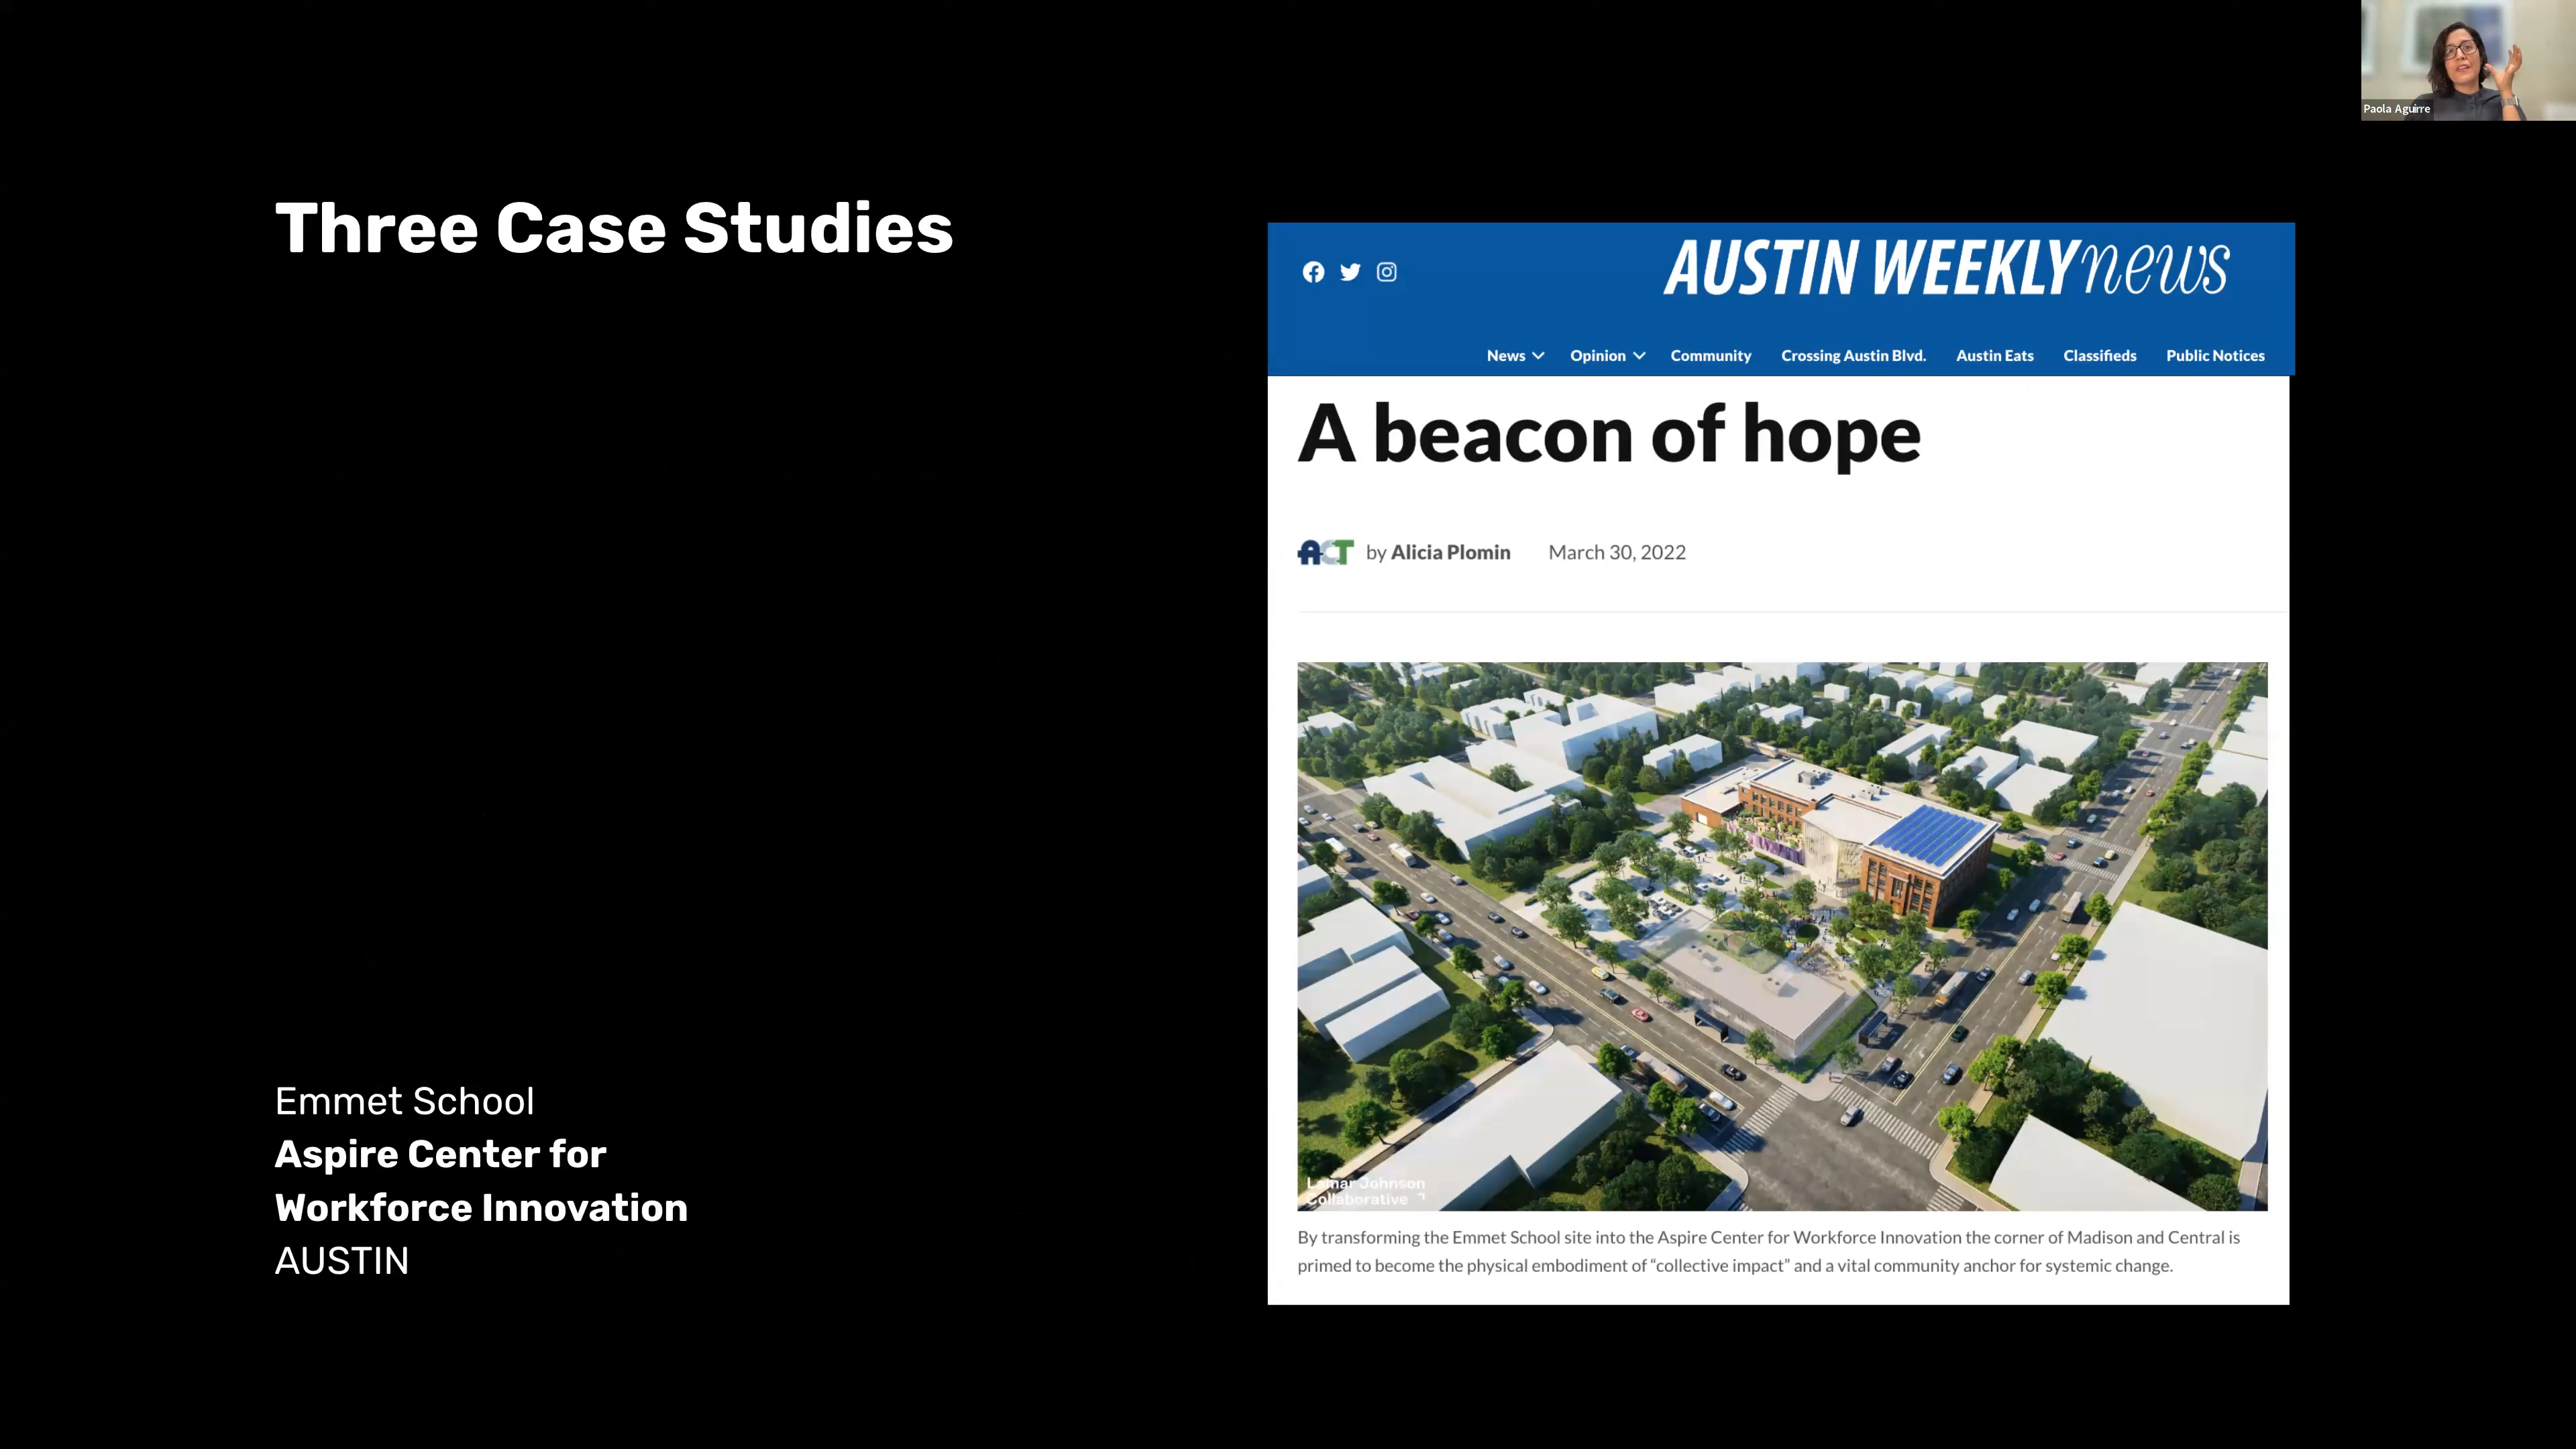 Paola Aguirre
Three Case Studies
AUSTIN WEEKLY news
News
Opinion
Community
Crossing Austin Blvd.
Austin Eats
Classifieds
Public Notices
A beacon of hope
ACT
by Alicia Plomin
March 30, 2022
Lamar Johnson
Collaborative
By transforming the Emmet School site into the Aspire Center for Workforce Innovation the corner of Madison and Central is
primed to become the physical embodiment of “collective impact” and a vital community anchor for systemic change.
Emmet School
Aspire Center for
Workforce Innovation
AUSTIN